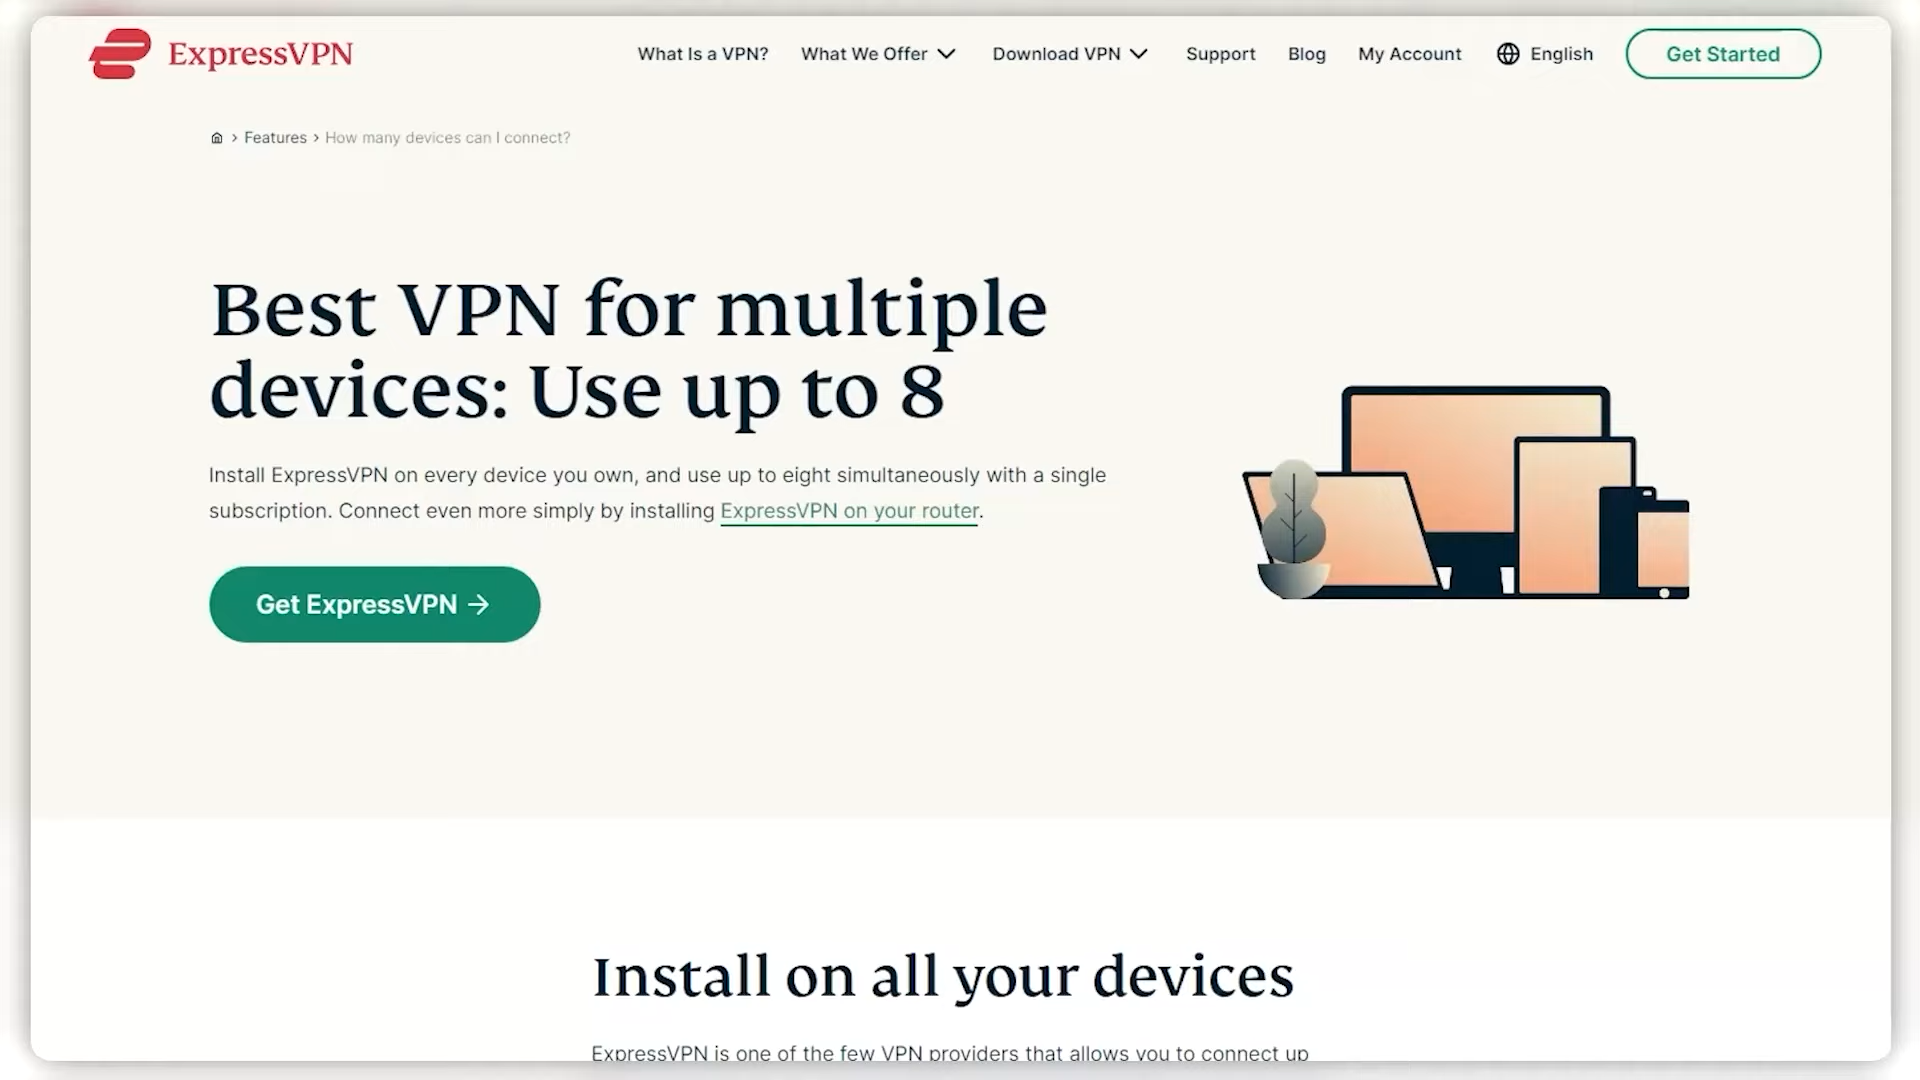 ExpressVPN
What Is a VPN?
What We Offer
Download VPN
Support
Blog
My Account
English
Get Started
Features
How many devices can I connect?
Best VPN for multiple
devices: Use up to 8
Install ExpressVPN on every device you own, and use up to eight simultaneously with a single
subscription. Connect even more simply by installing ExpressVPN on your router.
Get ExpressVPN →
Install on all your devices
ExpressVPN is one of the few VPN providers that allows you to connect up